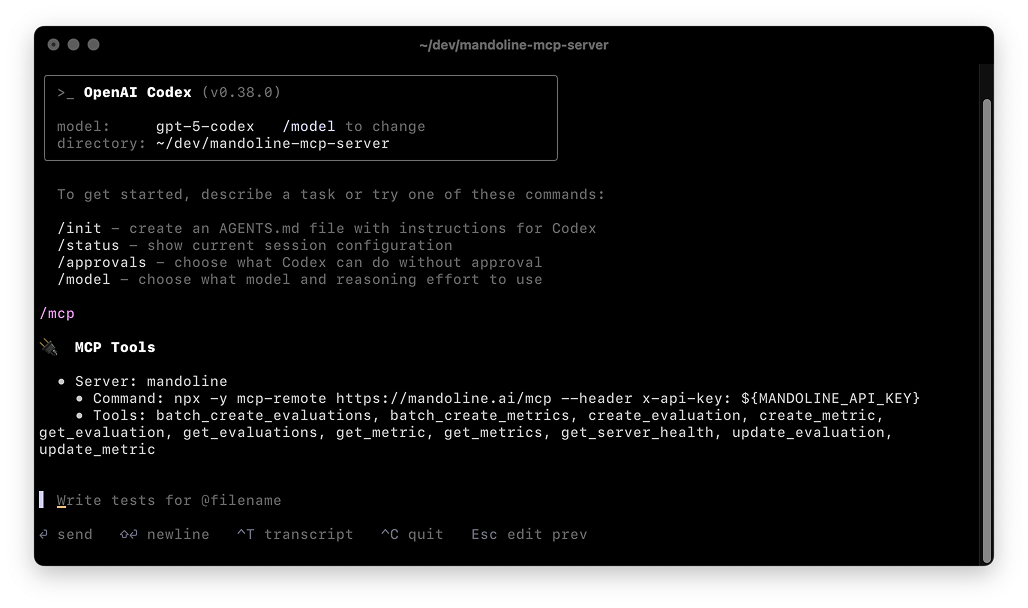 ~/dev/mandoline-mcp-server
>_ OpenAI Codex (v0.38.0)
model: gpt-5-codex /model to change
directory: ~/dev/mandoline-mcp-server
To get started, describe a task or try one of these commands:
/init – create an AGENTS.md file with instructions for Codex
/status – show current session configuration
/approvals – choose what Codex can do without approval
/model – choose what model and reasoning effort to use
/mcp
🔌 MCP Tools
• Server: mandoline
• Command: npx -y mcp-remote https://mandoline.ai/mcp --header x-api-key: ${MANDOLINE_API_KEY}
• Tools: batch_create_evaluations, batch_create_metrics, create_evaluation, create_metric,
get_evaluation, get_evaluations, get_metric, get_metrics, get_server_health, update_evaluation,
update_metric
Write tests for @filename
⏎ send ⇧⏎ newline ^T transcript ^C quit Esc edit prev